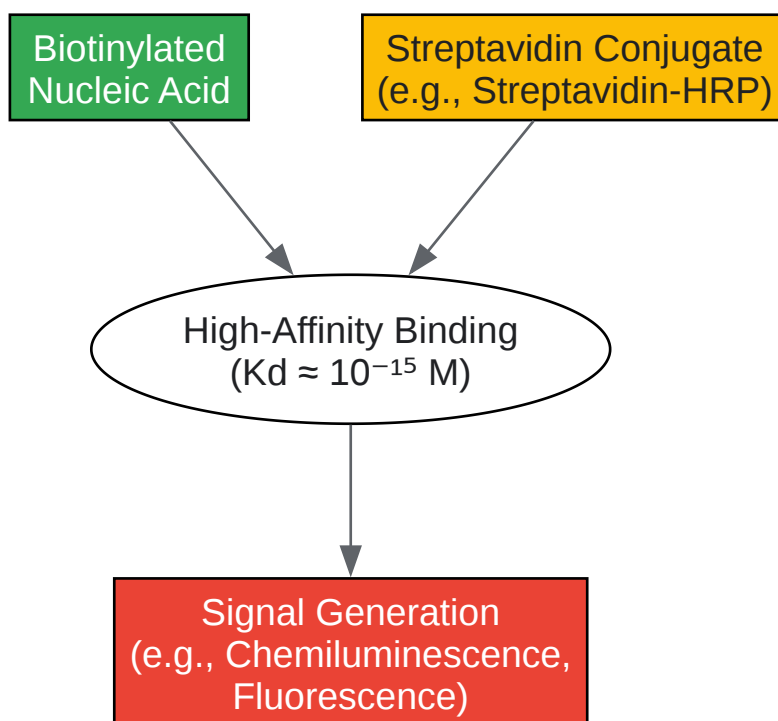 Biotinylated
Nucleic Acid
Streptavidin Conjugate
(e.g., Streptavidin-HRP)
High-Affinity Binding
(Kd ≈ 10⁻¹⁵ M)
Signal Generation
(e.g., Chemiluminescence,
Fluorescence)